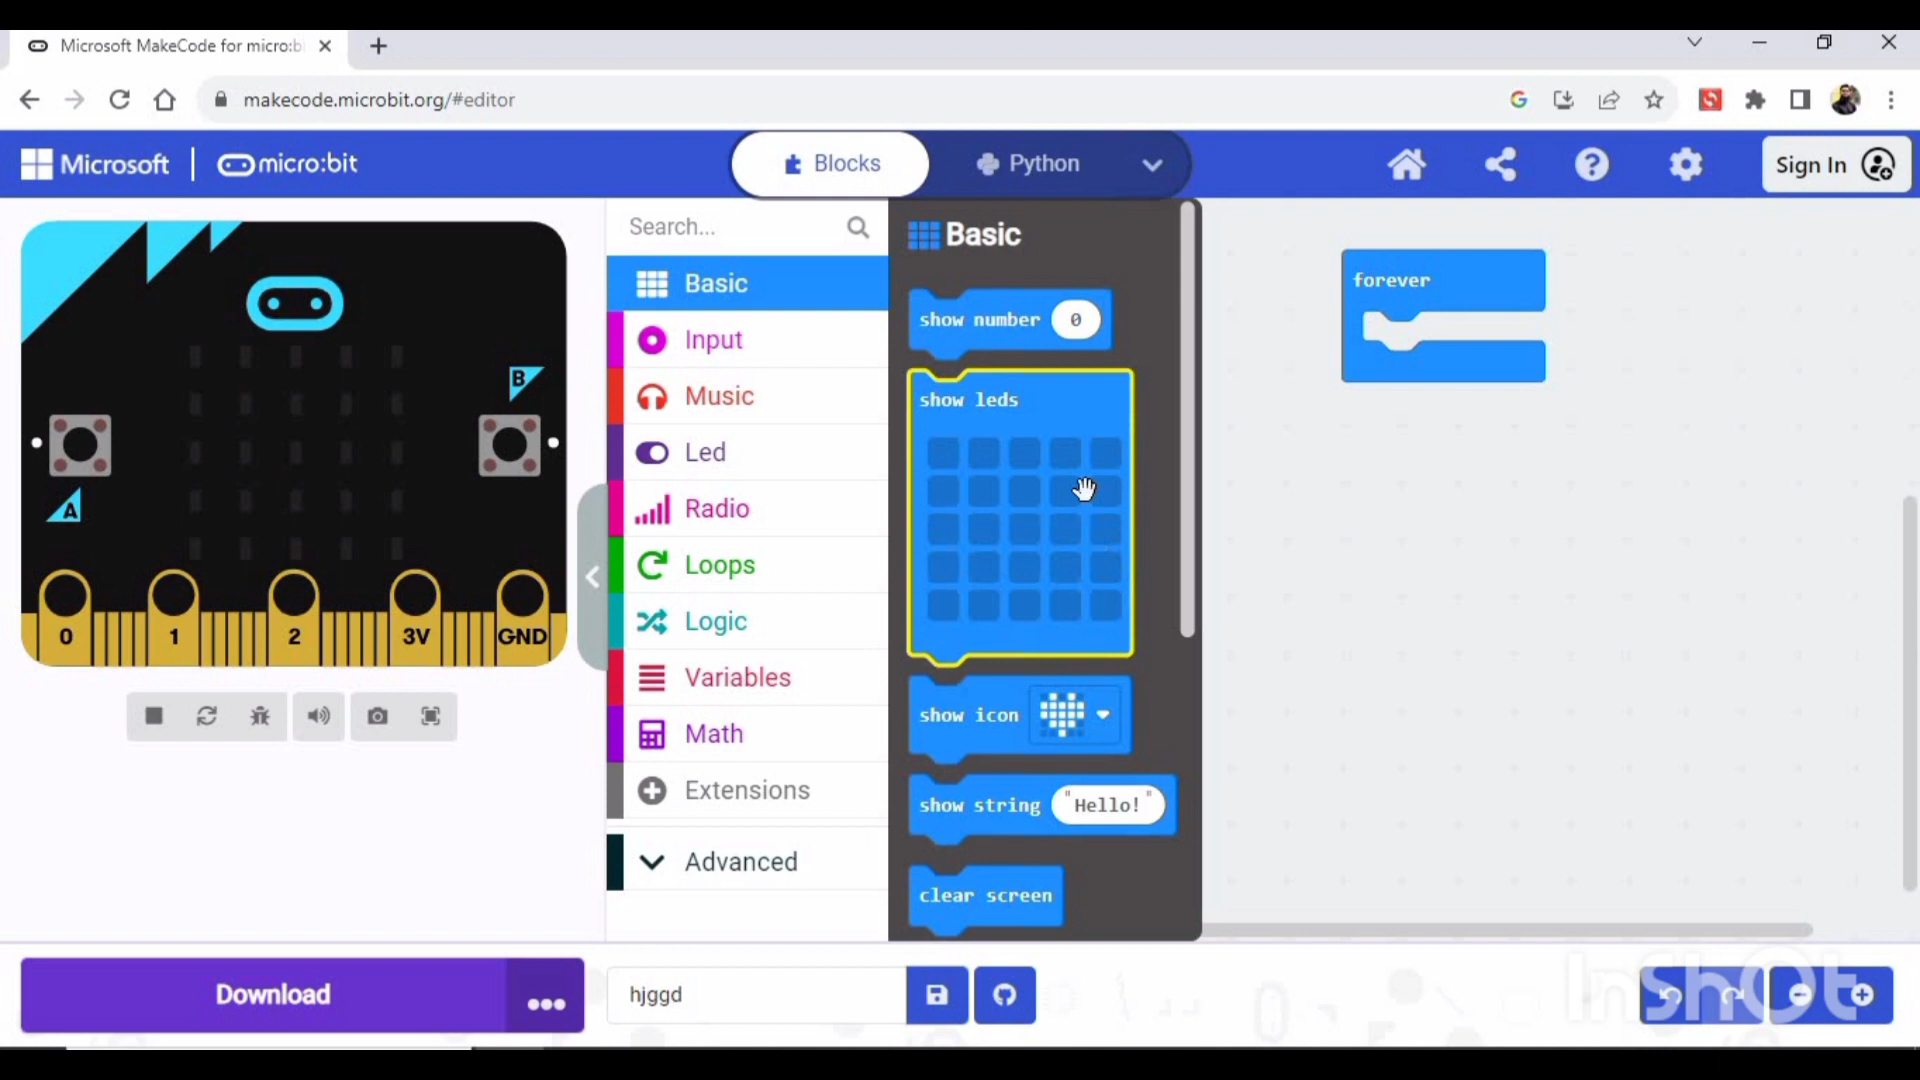 Microsoft MakeCode for micro:b
makecode.microbit.org/#editor
Microsoft
micro:bit
Blocks
Python
Sign In
B
A
0
1
2
3V
GND
Search...
Basic
Input
Music
Led
Radio
Loops
Logic
Variables
Math
Extensions
Advanced
Basic
show number 0
show leds
show icon
show string "Hello!"
clear screen
forever
Download
hjggd
InShOt